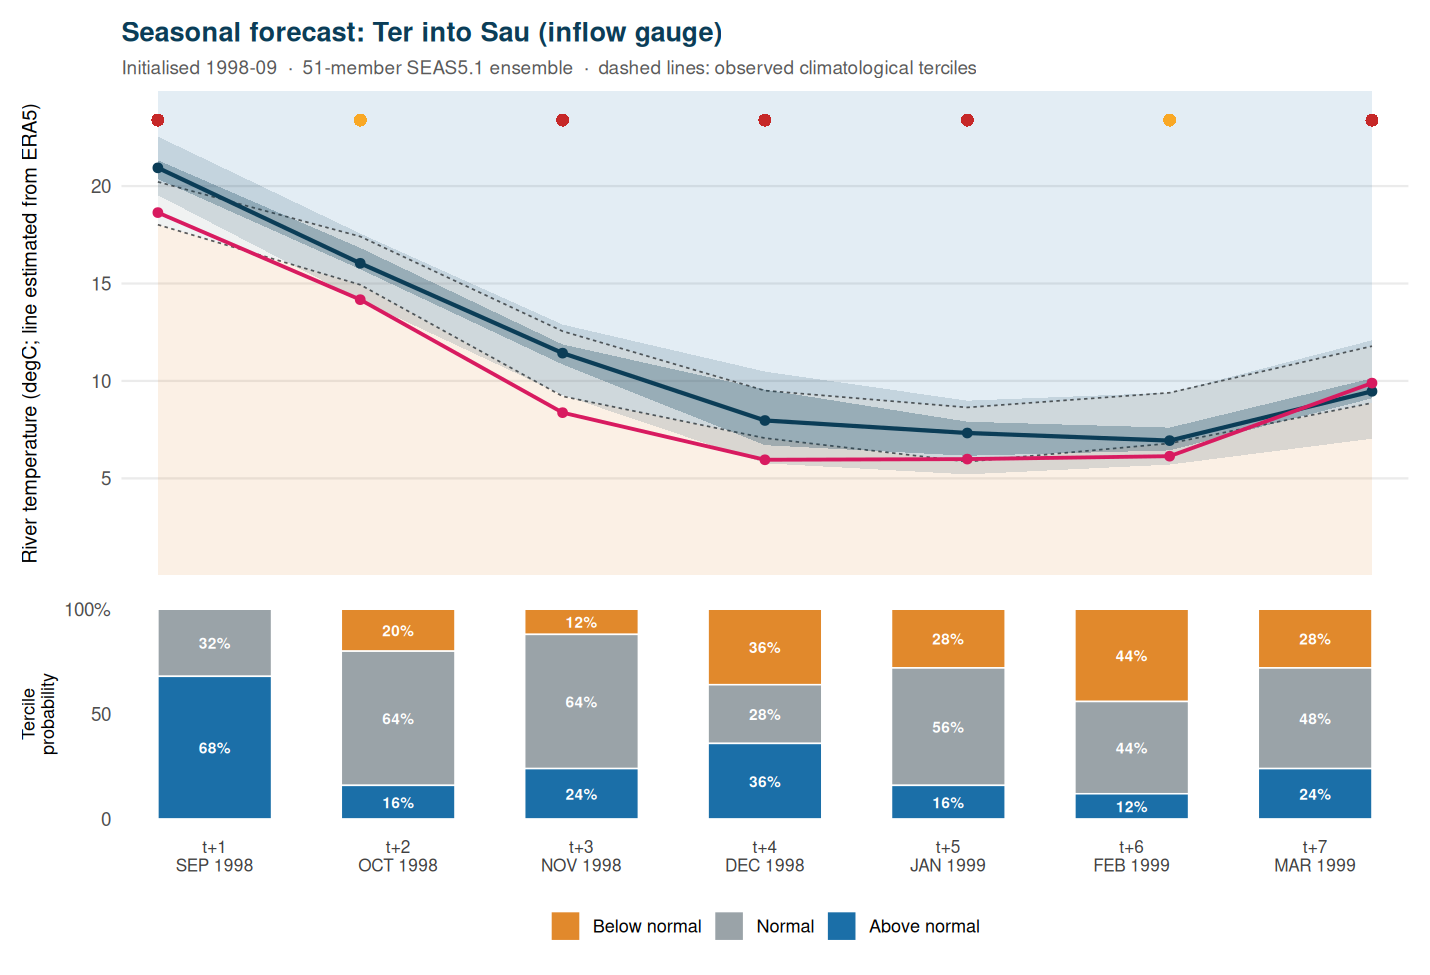 Seasonal forecast: Ter into Sau (inflow gauge)
Initialised 1998-09 · 51-member SEAS5.1 ensemble · dashed lines: observed climatological terciles
River temperature (degC; line estimated from ERA5)
20
15
10
5
Tercile
probability
100%
50
0
32%
68%
20%
64%
16%
12%
64%
24%
36%
28%
36%
28%
56%
16%
44%
44%
12%
28%
48%
24%
t+1
SEP 1998
t+2
OCT 1998
t+3
NOV 1998
t+4
DEC 1998
t+5
JAN 1999
t+6
FEB 1999
t+7
MAR 1999
Below normal
Normal
Above normal